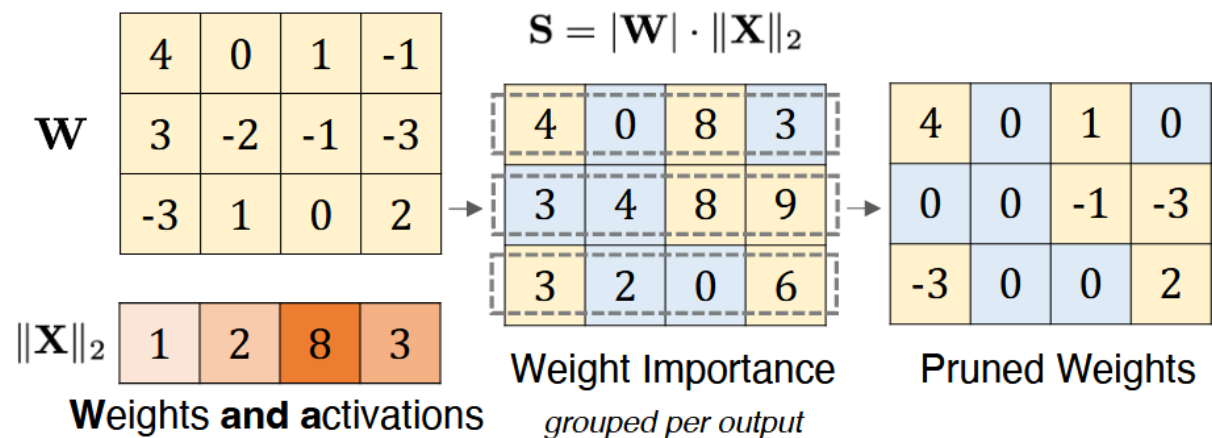 S = |W| · ‖X‖₂
W
4 0 1 -1
3 -2 -1 -3
-3 1 0 2
‖X‖₂
1 2 8 3
Weights and activations
4 0 8 3
3 4 8 9
3 2 0 6
Weight Importance
grouped per output
4 0 1 0
0 0 -1 -3
-3 0 0 2
Pruned Weights